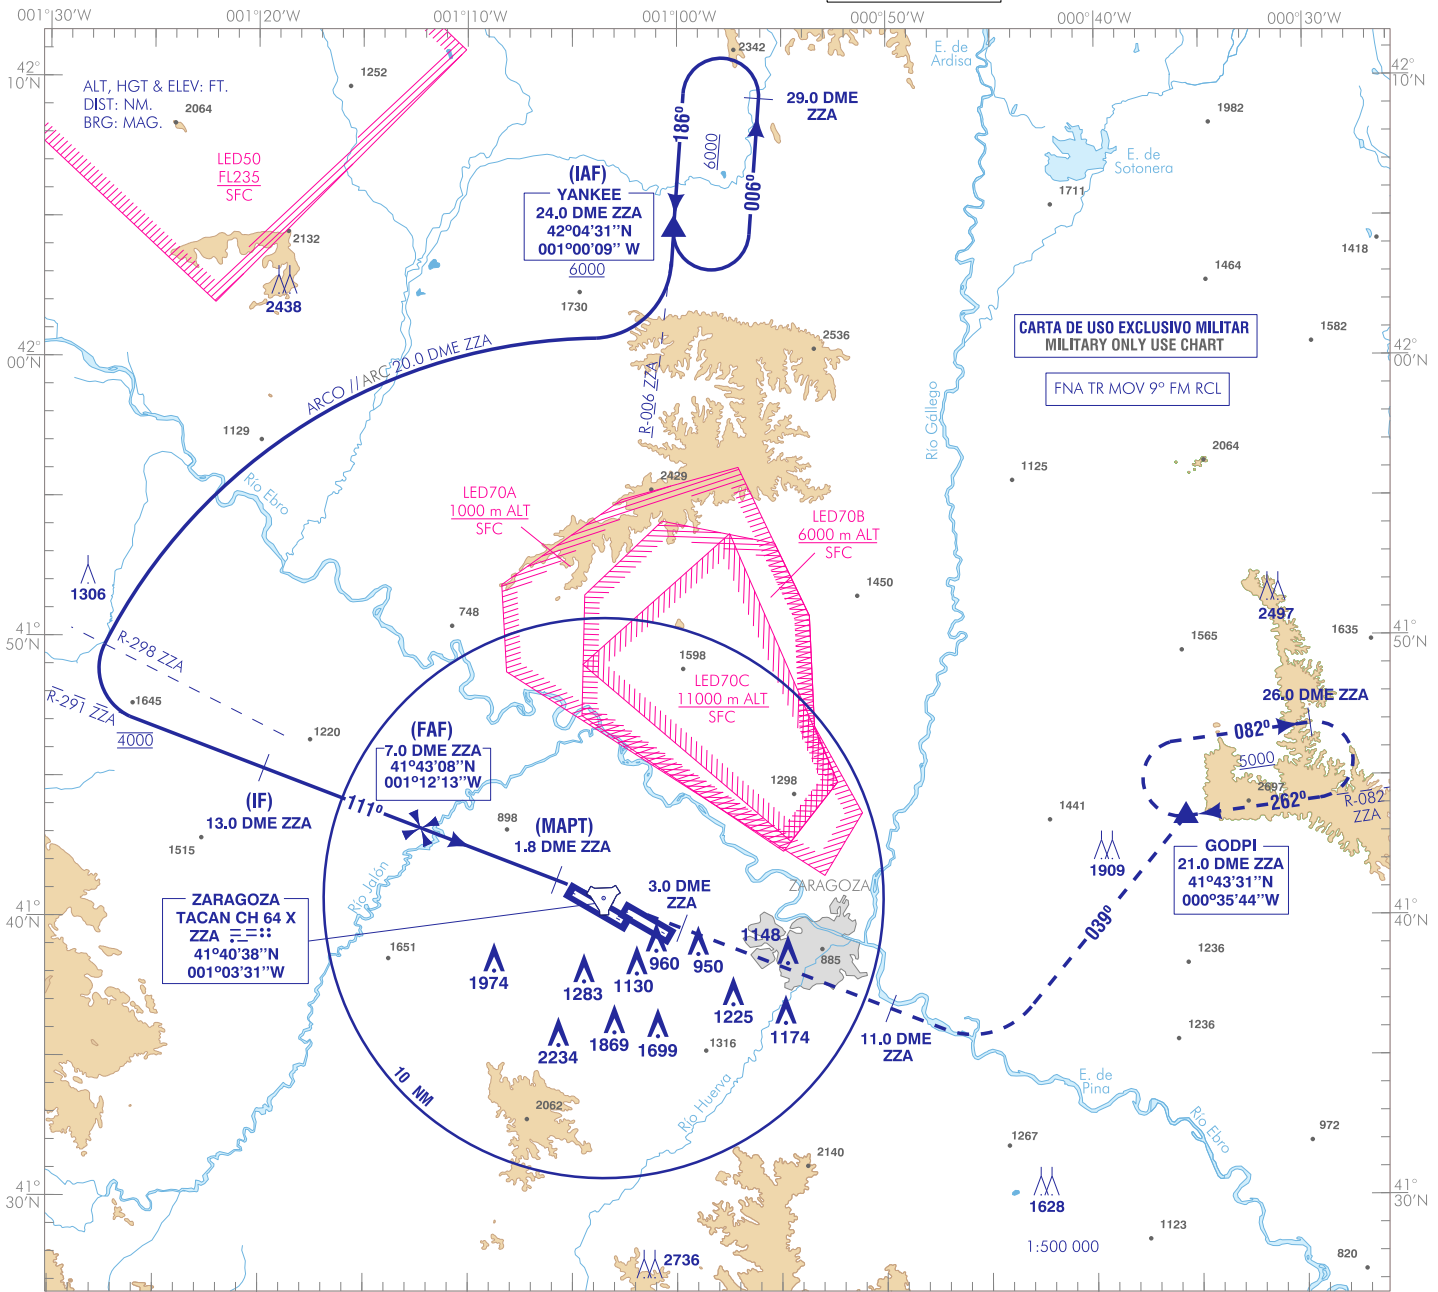 001°30'W
001°20'W
001°10'W
001°00'W
000°50'W
000°40'W
000°30'W
42°
10'N
42°
10'N
ALT, HGT & ELEV: FT.
DIST: NM.
BRG: MAG.
1252
2064
LED50
FL235
SFC
2132
2438
2342
29.0 DME
ZZA
186°
6000
006°
(IAF)
YANKEE
24.0 DME ZZA
42°04'31''N
001°00'09'' W
6000
1730
E. de
Ardisa
1982
E. de
Sotonera
1711
1418
1464
1582
CARTA DE USO EXCLUSIVO MILITAR
MILITARY ONLY USE CHART
FNA TR MOV 9° FM RCL
42°
00'N
42°
00'N
ARCO // ARC 20.0 DME ZZA
R-006 ZZA
2536
Río Gállego
1129
Río Ebro
2429
2064
1125
LED70A
1000 m ALT
SFC
LED70B
6000 m ALT
SFC
1306
748
1450
2497
1635
1565
41°
50'N
41°
50'N
R-298 ZZA
R-291 ZZA
1645
4000
1220
1598
LED70C
11000 m ALT
SFC
26.0 DME ZZA
082°
5000
2697
262°
R-082
ZZA
(FAF)
7.0 DME ZZA
41°43'08''N
001°12'13''W
111°
(IF)
13.0 DME ZZA
1515
898
(MAPT)
1.8 DME ZZA
1298
1441
1909
GODPI
21.0 DME ZZA
41°43'31''N
000°35'44''W
039°
Río Jalón
3.0 DME
ZZA
ZARAGOZA
41°
40'N
41°
40'N
ZARAGOZA
TACAN CH 64 X
ZZA
41°40'38''N
001°03'31''W
1651
1974
1283
1130
960
950
1148
885
1236
2234
1869
1699
1225
1174
1316
11.0 DME
ZZA
1236
10 NM
2062
Río Huerva
E. de
Pina
Río Ebro
1267
972
2140
41°
30'N
41°
30'N
1628
1123
1:500 000
820
2736